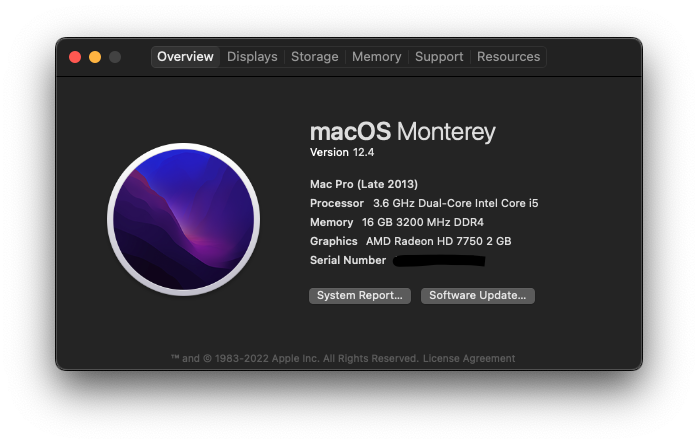 Overview Displays Storage Memory Support Resources
macOS Monterey
Version 12.4
Mac Pro (Late 2013)
Processor 3.6 GHz Dual-Core Intel Core i5
Memory 16 GB 3200 MHz DDR4
Graphics AMD Radeon HD 7750 2 GB
Serial Number
System Report... Software Update...
™ and © 1983-2022 Apple Inc. All Rights Reserved. License Agreement